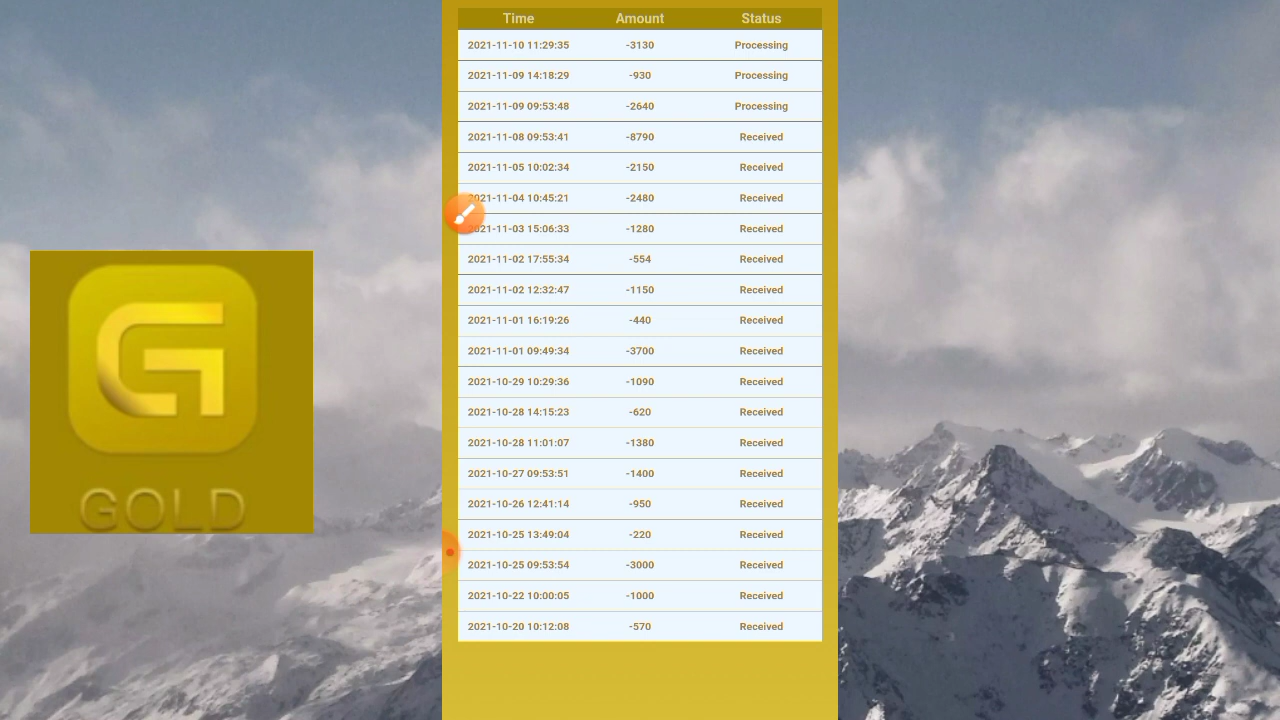 Time Amount Status
2021-11-10 11:29:35 -3130 Processing
2021-11-09 14:18:29 -930 Processing
2021-11-09 09:53:48 -2640 Processing
2021-11-08 09:53:41 -8790 Received
2021-11-05 10:02:34 -2150 Received
2021-11-04 10:45:21 -2480 Received
2021-11-03 15:06:33 -1280 Received
2021-11-02 17:55:34 -554 Received
2021-11-02 12:32:47 -1150 Received
2021-11-01 16:19:26 -440 Received
2021-11-01 09:49:34 -3700 Received
2021-10-29 10:29:36 -1090 Received
2021-10-28 14:15:23 -620 Received
2021-10-28 11:01:07 -1380 Received
2021-10-27 09:53:51 -1400 Received
2021-10-26 12:41:14 -950 Received
2021-10-25 13:49:04 -220 Received
2021-10-25 09:53:54 -3000 Received
2021-10-22 10:00:05 -1000 Received
2021-10-20 10:12:08 -570 Received
G
GOLD